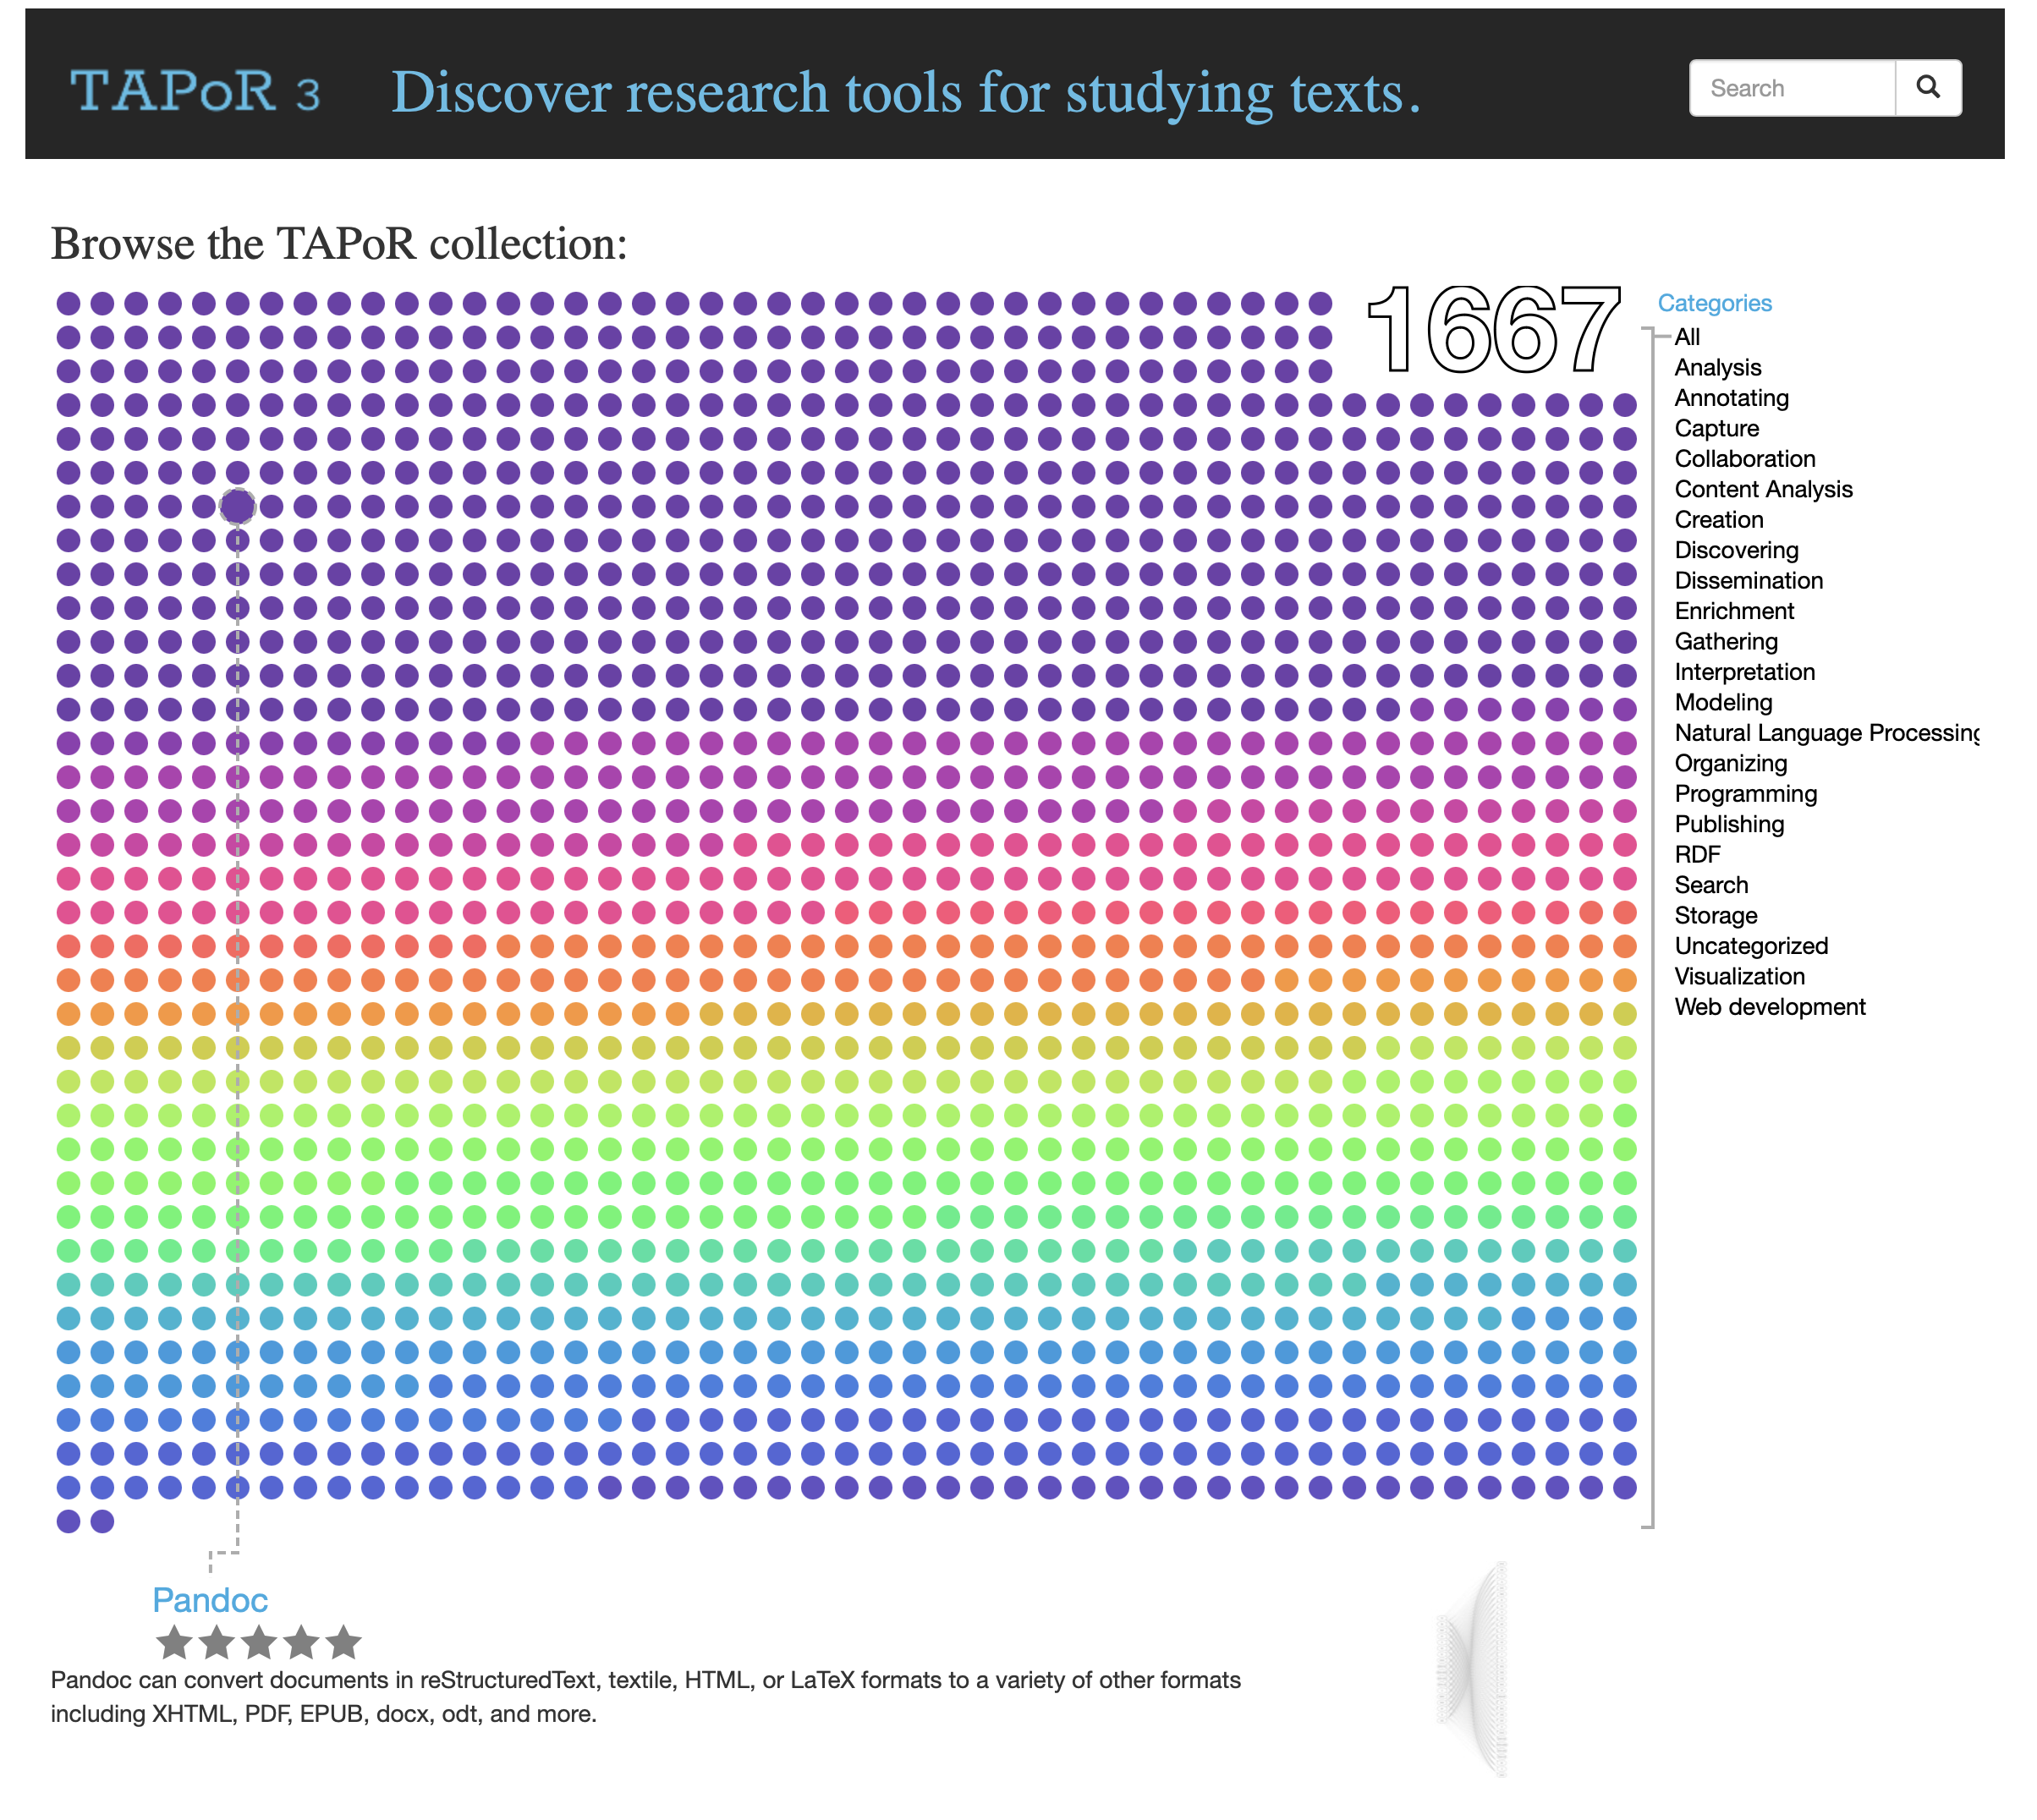 TAPoR 3
Discover research tools for studying texts.
Search
Browse the TAPoR collection:
1667
Categories
All
Analysis
Annotating
Capture
Collaboration
Content Analysis
Creation
Discovering
Dissemination
Enrichment
Gathering
Interpretation
Modeling
Natural Language Processing
Organizing
Programming
Publishing
RDF
Search
Storage
Uncategorized
Visualization
Web development
Pandoc
Pandoc can convert documents in reStructuredText, textile, HTML, or LaTeX formats to a variety of other formats
including XHTML, PDF, EPUB, docx, odt, and more.